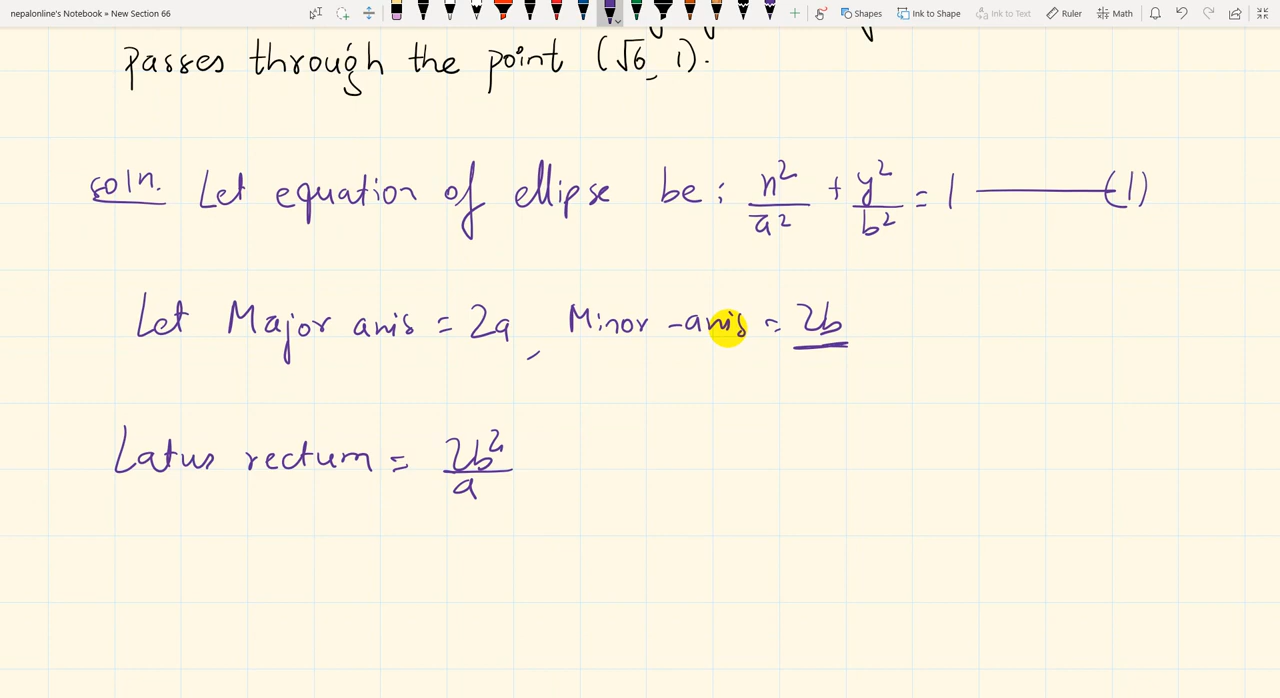 nepalonline's Notebook » New Section 66
Shapes Ink to Shape Ink to Text Ruler Math
passes through the point (√6, 1).
soln. Let equation of ellipse be: x²/a² + y²/b² = 1 ——— (1)
Let Major axis = 2a, Minor-axis = 2b
Latus rectum = 2b²/a